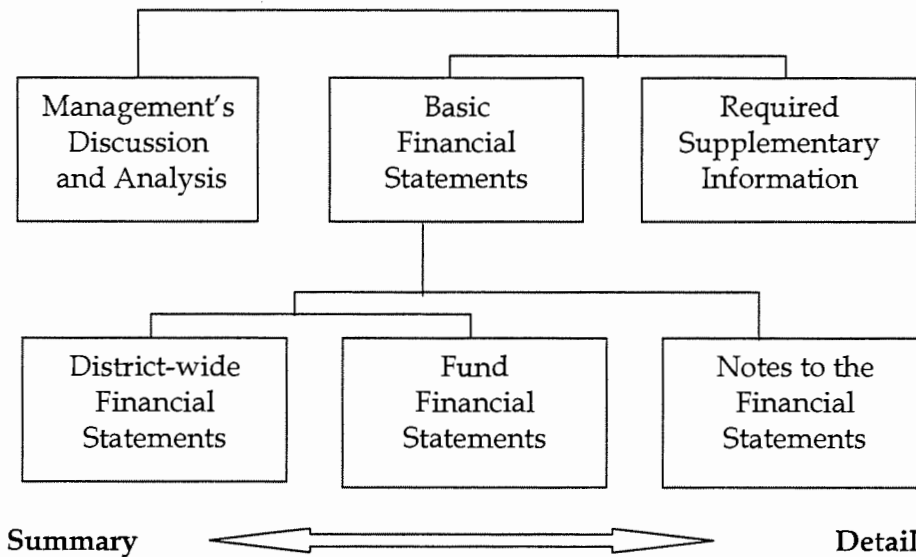 Management's
Discussion
and Analysis
Basic
Financial
Statements
Required
Supplementary
Information
District-wide
Financial
Statements
Fund
Financial
Statements
Notes to the
Financial
Statements
Summary
Detail